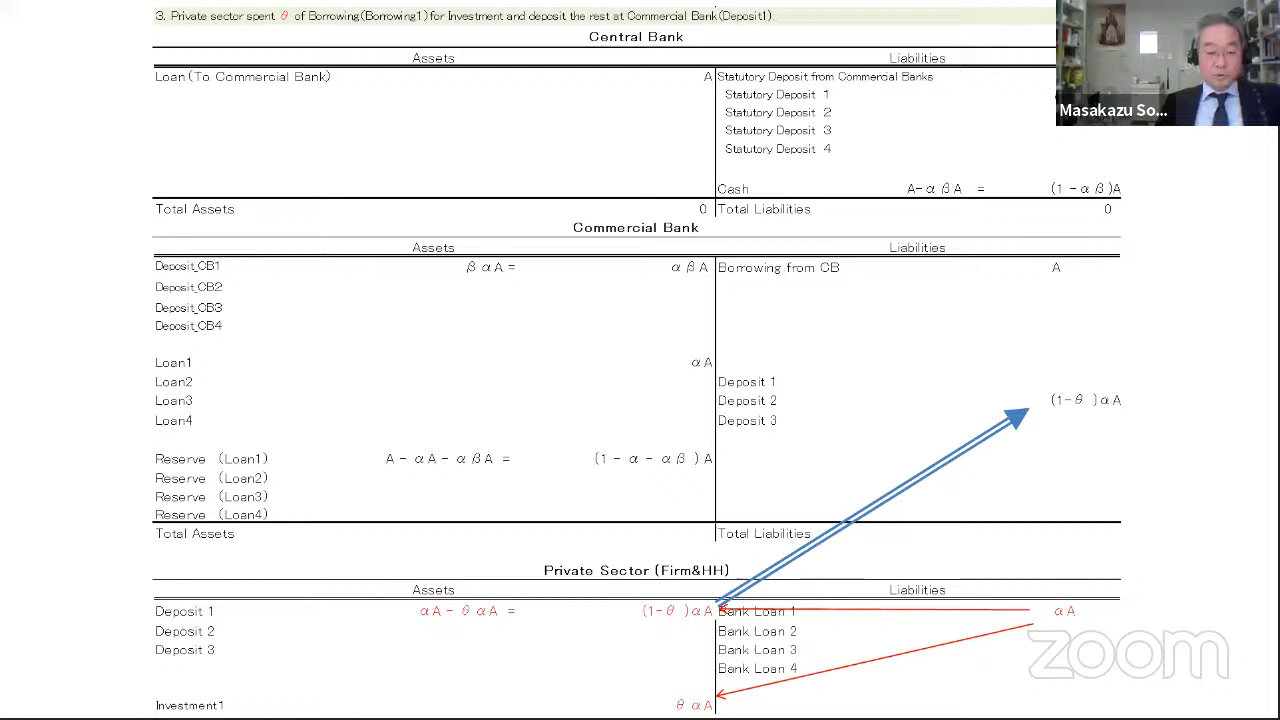 3. Private sector spent θ of Borrowing(Borrowing1)for Investment and deposit the rest at Commercial Bank(Deposit1).
Central Bank
Assets Liabilities
Loan(To Commercial Bank) A Statutory Deposit from Commercial Banks
Statutory Deposit 1
Statutory Deposit 2
Statutory Deposit 3
Statutory Deposit 4
Cash A-αβA = (1-αβ)A
Total Assets 0 Total Liabilities 0
Commercial Bank
Assets Liabilities
Deposit_CB1 βαA= αβA Borrowing from CB A
Deposit_CB2
Deposit_CB3
Deposit_CB4
Loan1 αA
Loan2 Deposit 1
Loan3 Deposit 2 (1-θ)αA
Loan4 Deposit 3
Reserve (Loan1) A-αA-αβA = (1-α-αβ)A
Reserve (Loan2)
Reserve (Loan3)
Reserve (Loan4)
Total Assets Total Liabilities
Private Sector (Firm&HH)
Assets Liabilities
Deposit 1 αA-θαA = (1-θ)αA Bank Loan 1 αA
Deposit 2 Bank Loan 2
Deposit 3 Bank Loan 3
Bank Loan 4
Investment1 θαA
Masakazu So...
zoom